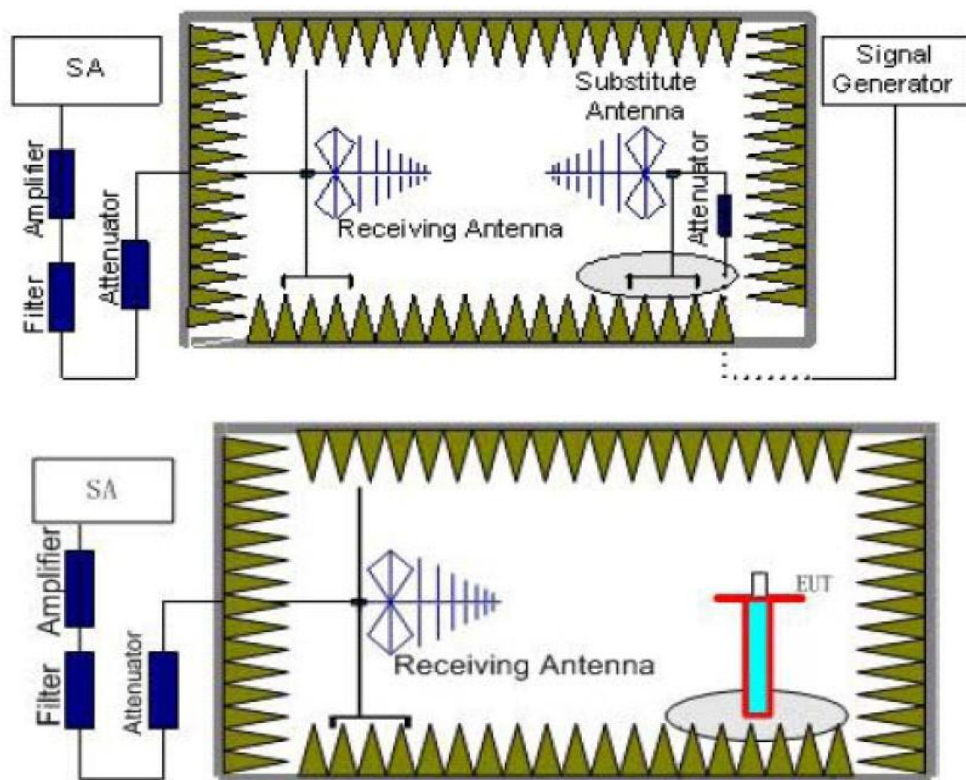 SA
Signal
Generator
Substitute
Antenna
Amplifier
Attenuator
Attenuator
Receiving Antenna
Filter
SA
Amplifier
EUT
Receiving Antenna
Filter
Attenuator